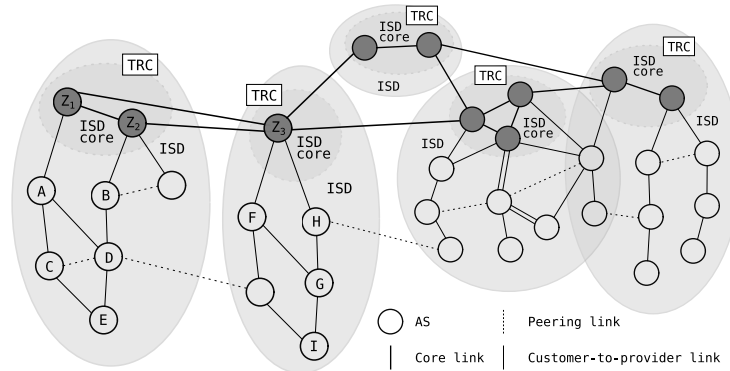 TRC
ISD
core
TRC
ISD
TRC
ISD
core
TRC
TRC
Z1
Z2
ISD
core
ISD
Z3
ISD
core
ISD
ISD
ISD
core
ISD
A
B
F
H
C
D
G
E
I
AS
Peering link
Core link
Customer-to-provider link